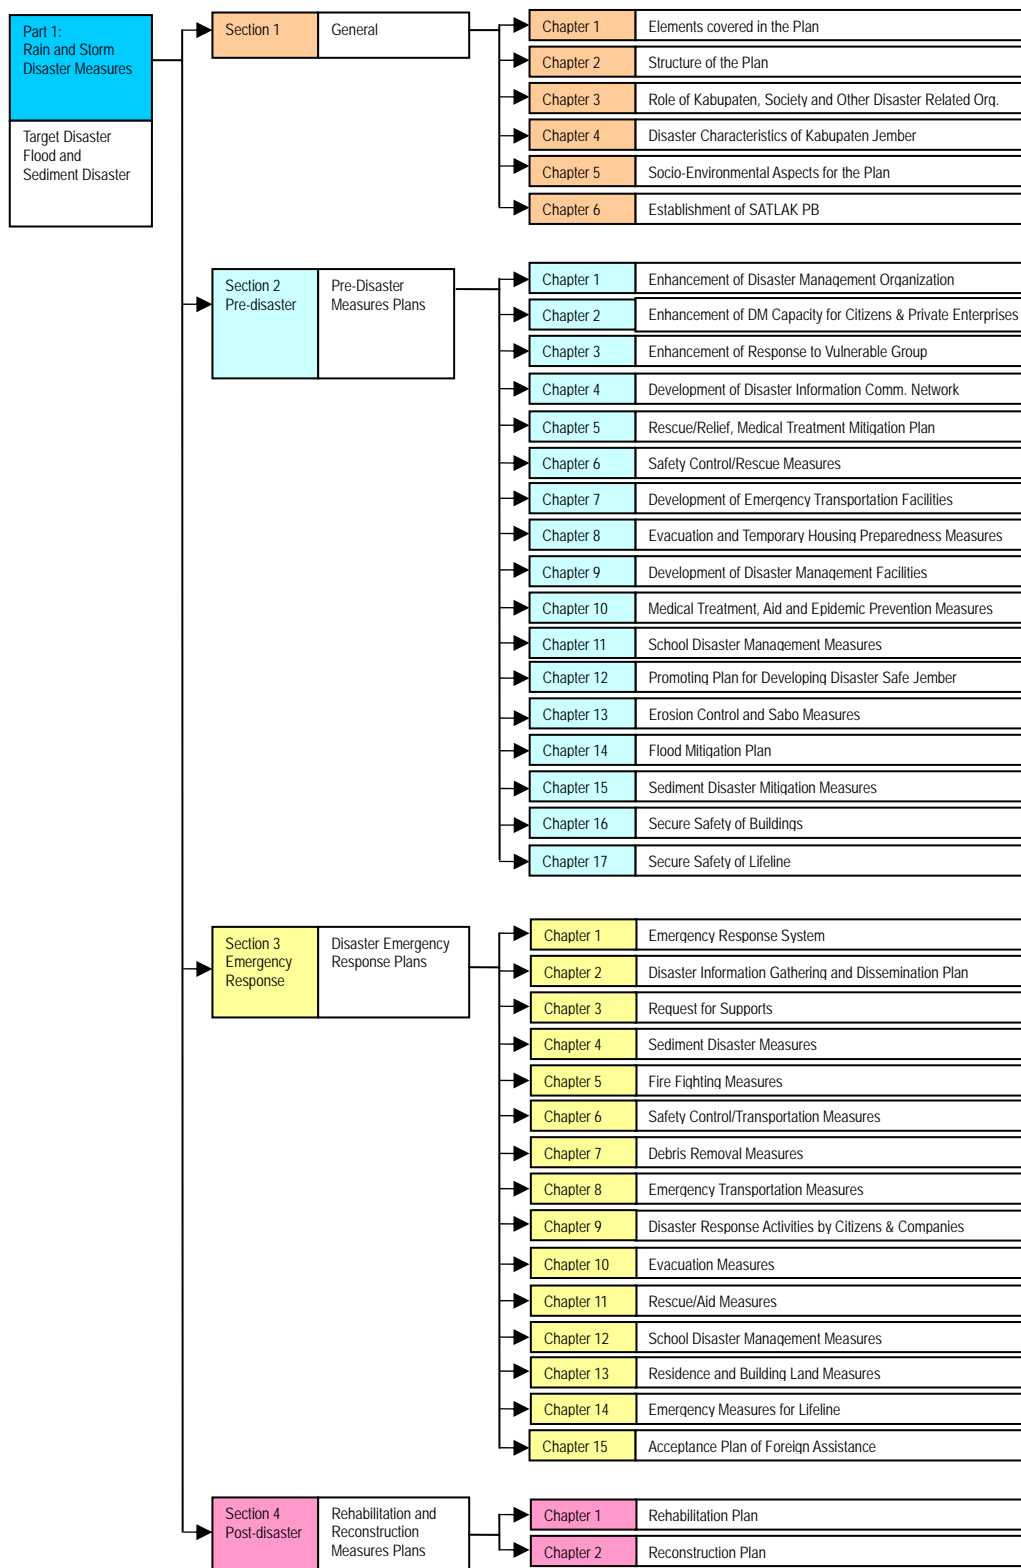 Part 1:
Rain and Storm
Disaster Measures
Target Disaster
Flood and
Sediment Disaster
Section 1
General
Chapter 1
Elements covered in the Plan
Chapter 2
Structure of the Plan
Chapter 3
Role of Kabupaten, Society and Other Disaster Related Org.
Chapter 4
Disaster Characteristics of Kabupaten Jember
Chapter 5
Socio-Environmental Aspects for the Plan
Chapter 6
Establishment of SATLAK PB
Section 2
Pre-disaster
Pre-Disaster
Measures Plans
Chapter 1
Enhancement of Disaster Management Organization
Chapter 2
Enhancement of DM Capacity for Citizens & Private Enterprises
Chapter 3
Enhancement of Response to Vulnerable Group
Chapter 4
Development of Disaster Information Comm. Network
Chapter 5
Rescue/Relief, Medical Treatment Mitigation Plan
Chapter 6
Safety Control/Rescue Measures
Chapter 7
Development of Emergency Transportation Facilities
Chapter 8
Evacuation and Temporary Housing Preparedness Measures
Chapter 9
Development of Disaster Management Facilities
Chapter 10
Medical Treatment, Aid and Epidemic Prevention Measures
Chapter 11
School Disaster Management Measures
Chapter 12
Promoting Plan for Developing Disaster Safe Jember
Chapter 13
Erosion Control and Sabo Measures
Chapter 14
Flood Mitigation Plan
Chapter 15
Sediment Disaster Mitigation Measures
Chapter 16
Secure Safety of Buildings
Chapter 17
Secure Safety of Lifeline
Section 3
Emergency
Response
Disaster Emergency
Response Plans
Chapter 1
Emergency Response System
Chapter 2
Disaster Information Gathering and Dissemination Plan
Chapter 3
Request for Supports
Chapter 4
Sediment Disaster Measures
Chapter 5
Fire Fighting Measures
Chapter 6
Safety Control/Transportation Measures
Chapter 7
Debris Removal Measures
Chapter 8
Emergency Transportation Measures
Chapter 9
Disaster Response Activities by Citizens & Companies
Chapter 10
Evacuation Measures
Chapter 11
Rescue/Aid Measures
Chapter 12
School Disaster Management Measures
Chapter 13
Residence and Building Land Measures
Chapter 14
Emergency Measures for Lifeline
Chapter 15
Acceptance Plan of Foreign Assistance
Section 4
Post-disaster
Rehabilitation and
Reconstruction
Measures Plans
Chapter 1
Rehabilitation Plan
Chapter 2
Reconstruction Plan